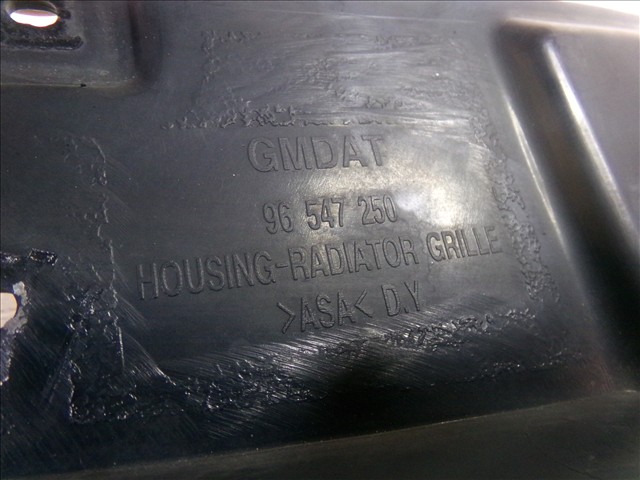 GMDAT
96 547 250
HOUSING-RADIATOR GRILLE
>ASA< D.Y